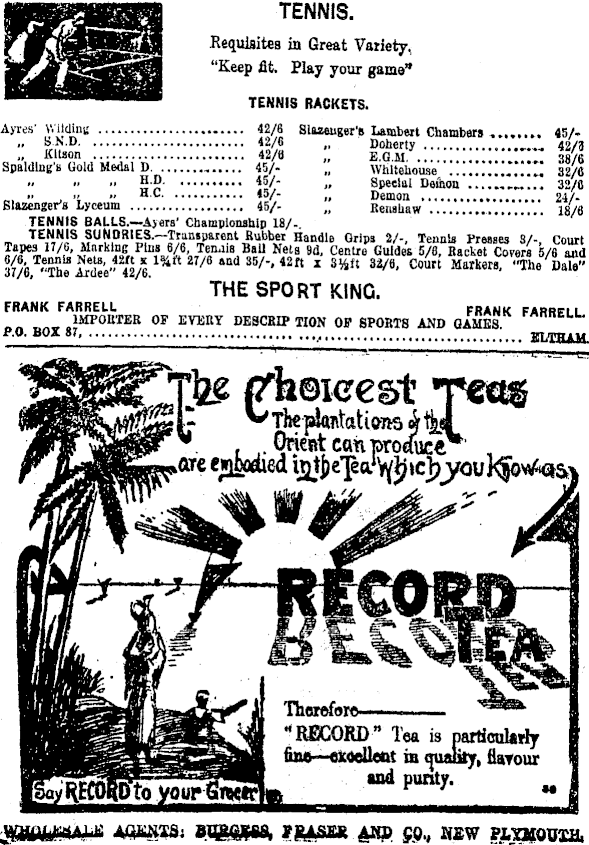 TENNIS.
Requisites in Great Variety.
"Keep fit. Play your game"
TENNIS RACKETS.
Ayres' Wilding .................... 42/6
„ S.N.D. .................... 42/6
„ Kitson .................... 42/6
Spalding's Gold Medal D. ............. 45/-
„ „ „ H.D. ............. 45/-
„ „ „ H.C. ............. 45/-
Slazenger's Lyceum .................. 45/-
Slazenger's Lambert Chambers ........ 45/-
„ Doherty .................. 42/6
„ E.G.M. .................. 38/6
„ Whitehouse .............. 32/6
„ Special Demon ........... 32/6
„ Demon .................. 24/-
„ Renshaw ................. 18/6
TENNIS BALLS.—Ayers' Championship 18/-.
TENNIS SUNDRIES.—Transparent Rubber Handle Grips 2/-, Tennis Presses 3/-, Court
Tapes 17/6, Marking Pins 6/6, Tennis Ball Nets 9d, Centre Guides 5/6, Racket Covers 5/6 and
6/6, Tennis Nets, 42ft x 1¾ft 27/6 and 35/-, 42ft x 3½ft 32/6, Court Markers, "The Dale"
37/6, "The Ardee" 42/6.
THE SPORT KING.
FRANK FARRELL FRANK FARRELL.
IMPORTER OF EVERY DESCRIP TION OF SPORTS AND GAMES.
P.O. BOX 87, .................................................... ELTHAM.
The Choicest Teas
The plantations of the
Orient can produce
are embodied in the Tea which you know as
RECORD
TEA
Therefore———
"RECORD" Tea is particularly
fine—excellent in quality, flavour
and purity.
Say RECORD to your Grocer
WHOLESALE AGENTS: BURGESS, FRASER AND CO., NEW PLYMOUTH.